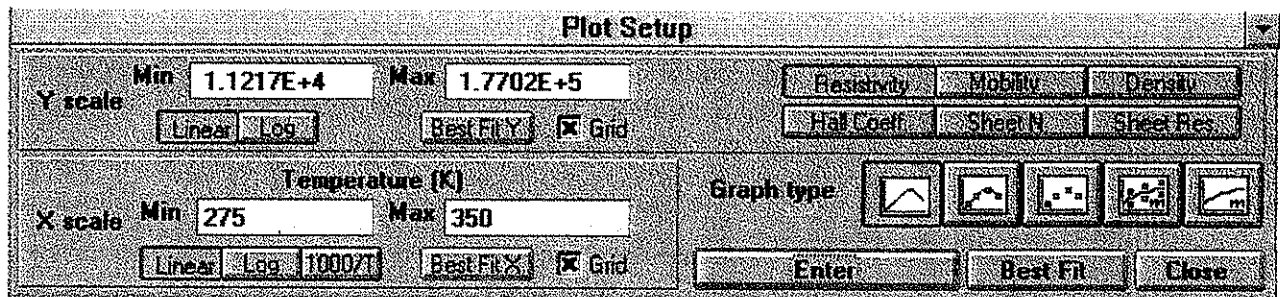 Plot Setup
Y scale Min 1.1217E+4 Max 1.7702E+5 Resistivity Mobility Density
Linear Log Best Fit Y Grid Hall Coeff Sheet N Sheet Res
Temperature (K) Graph type
X scale Min 275 Max 350
Linear Log 1000/T Best Fit X Grid Enter Best Fit Close